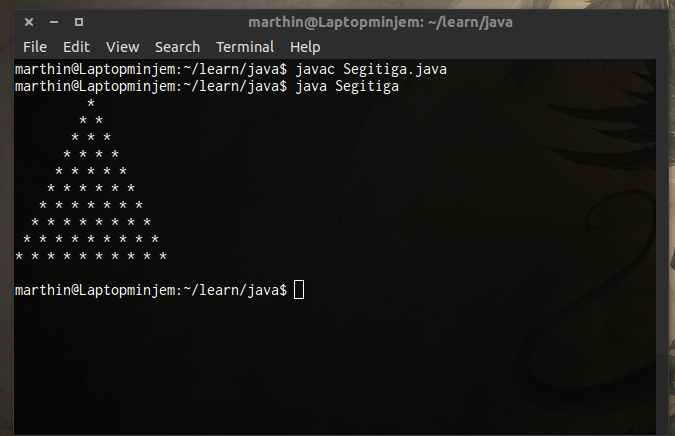 marthin@Laptopminjem: ~/learn/java
File Edit View Search Terminal Help
marthin@Laptopminjem:~/learn/java$ javac Segitiga.java
marthin@Laptopminjem:~/learn/java$ java Segitiga
         *
        * *
       * * *
      * * * *
     * * * * *
    * * * * * *
   * * * * * * *
  * * * * * * * *
 * * * * * * * * *
* * * * * * * * * *
marthin@Laptopminjem:~/learn/java$